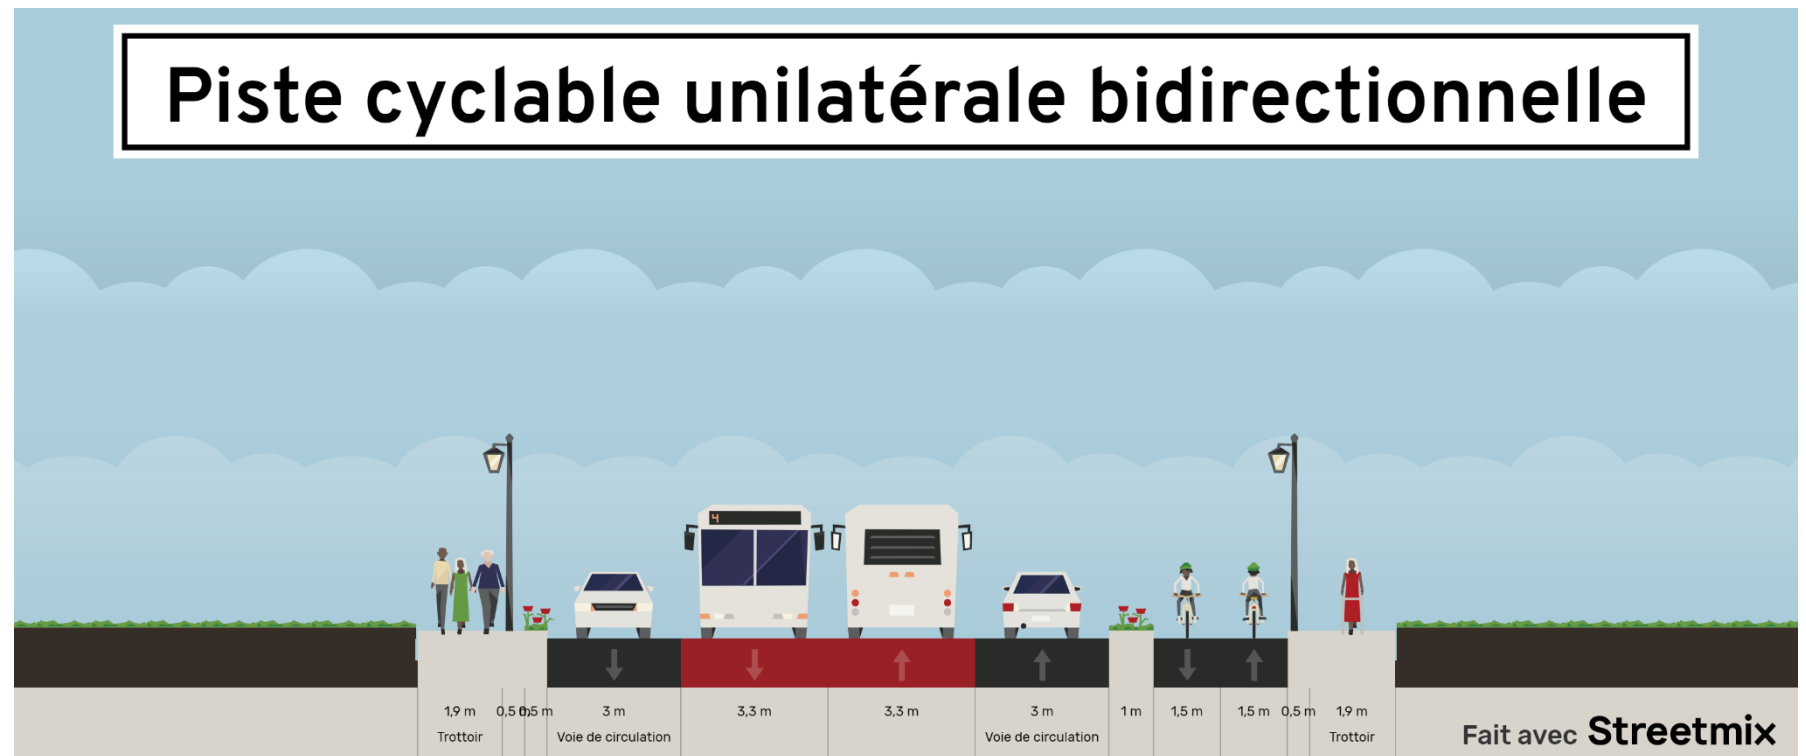 Piste cyclable unilatérale bidirectionnelle
4
1,9 m 0,5 m 0,5 m 3 m 3,3 m 3,3 m 3 m 1 m 1,5 m 1,5 m 0,5 m 1,9 m
Trottoir Voie de circulation Voie de circulation Trottoir
Fait avec Streetmix